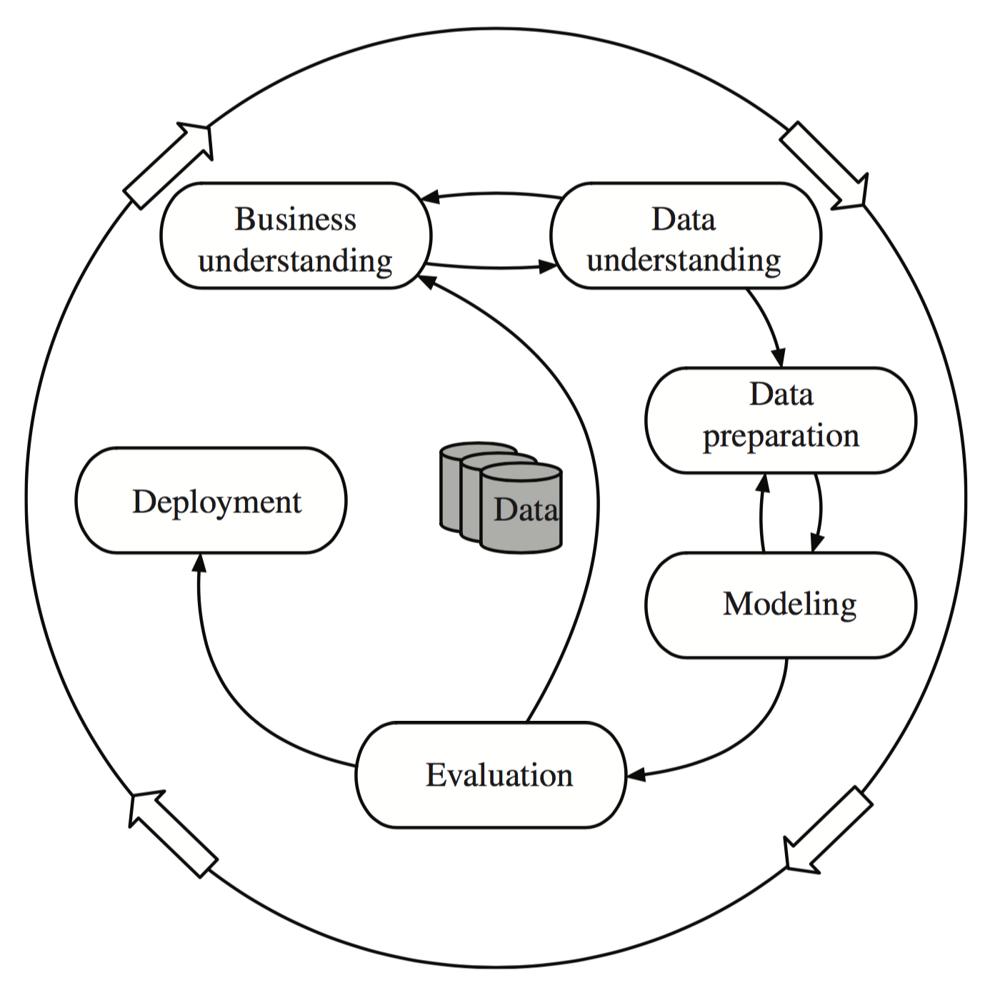 Business
understanding
Data
understanding
Data
preparation
Deployment
Data
Modeling
Evaluation